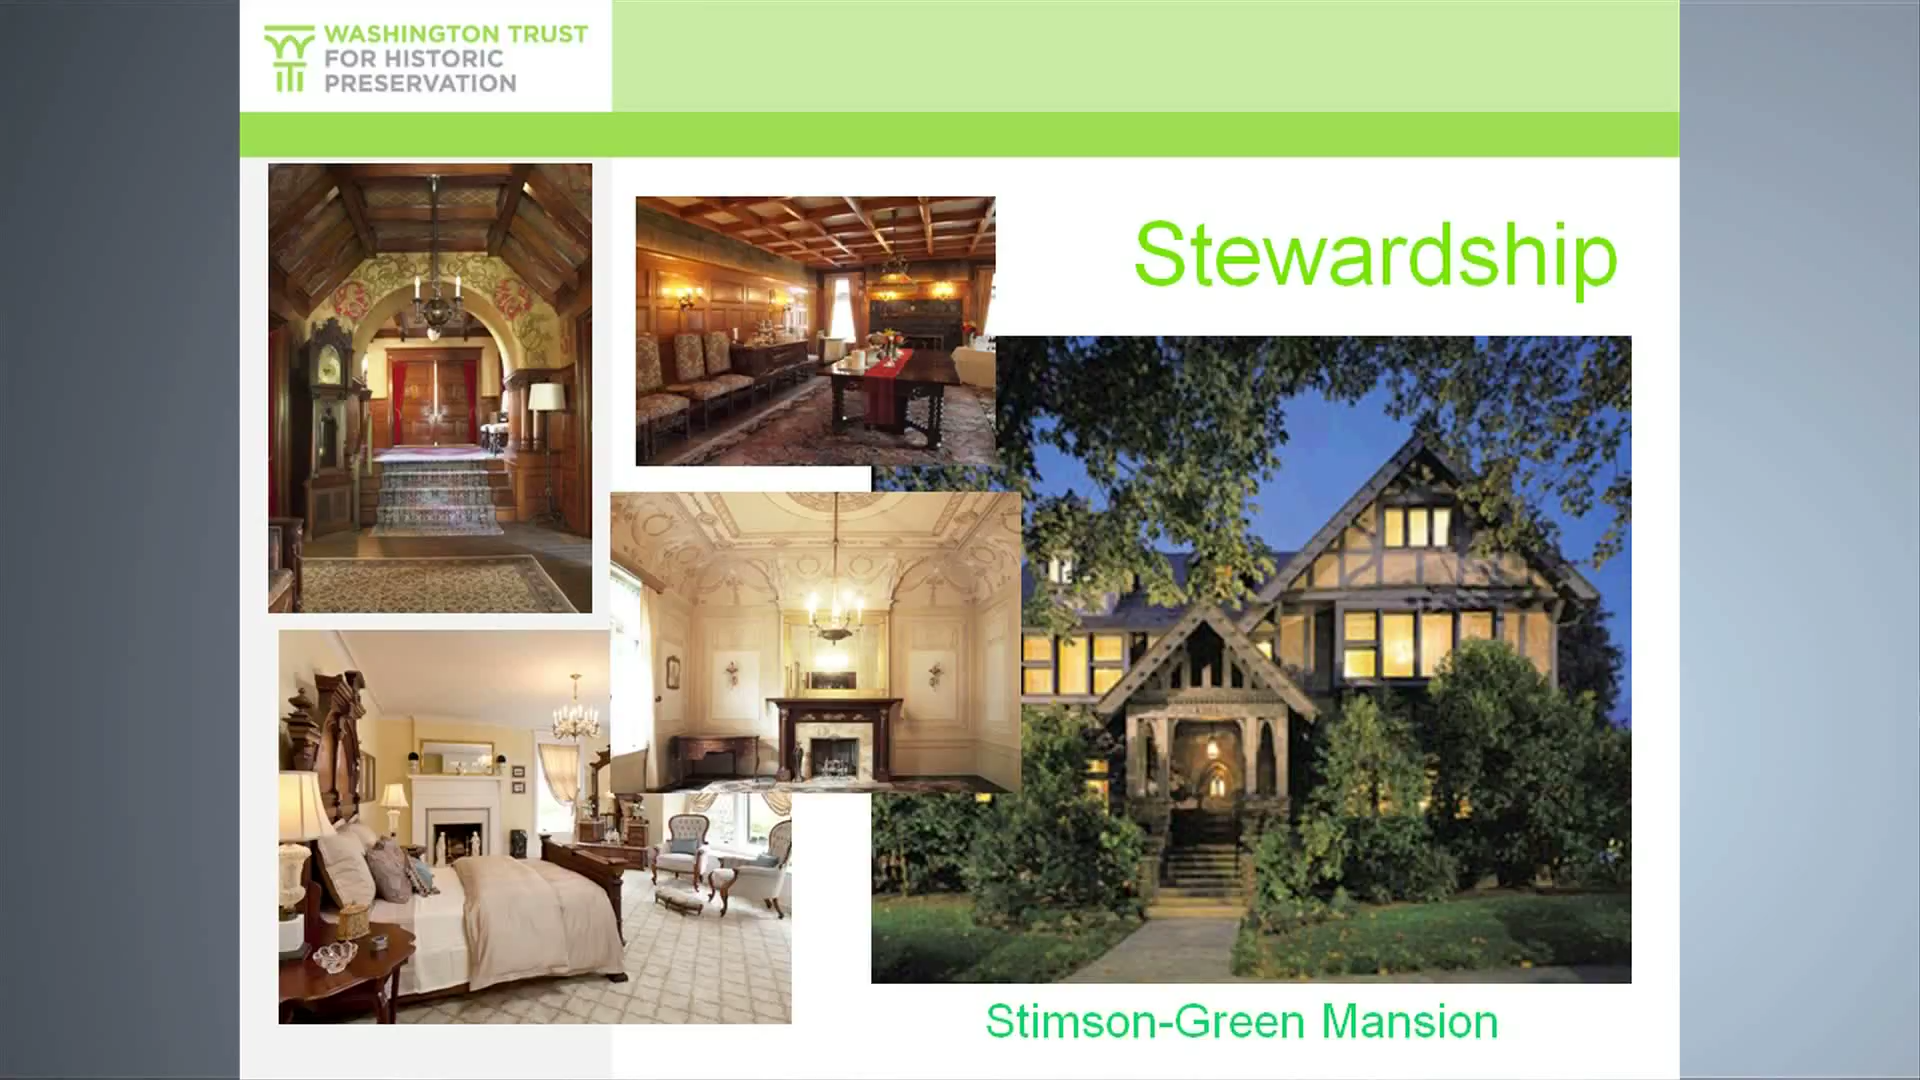 WASHINGTON TRUST
FOR HISTORIC
PRESERVATION
Stewardship
Stimson-Green Mansion